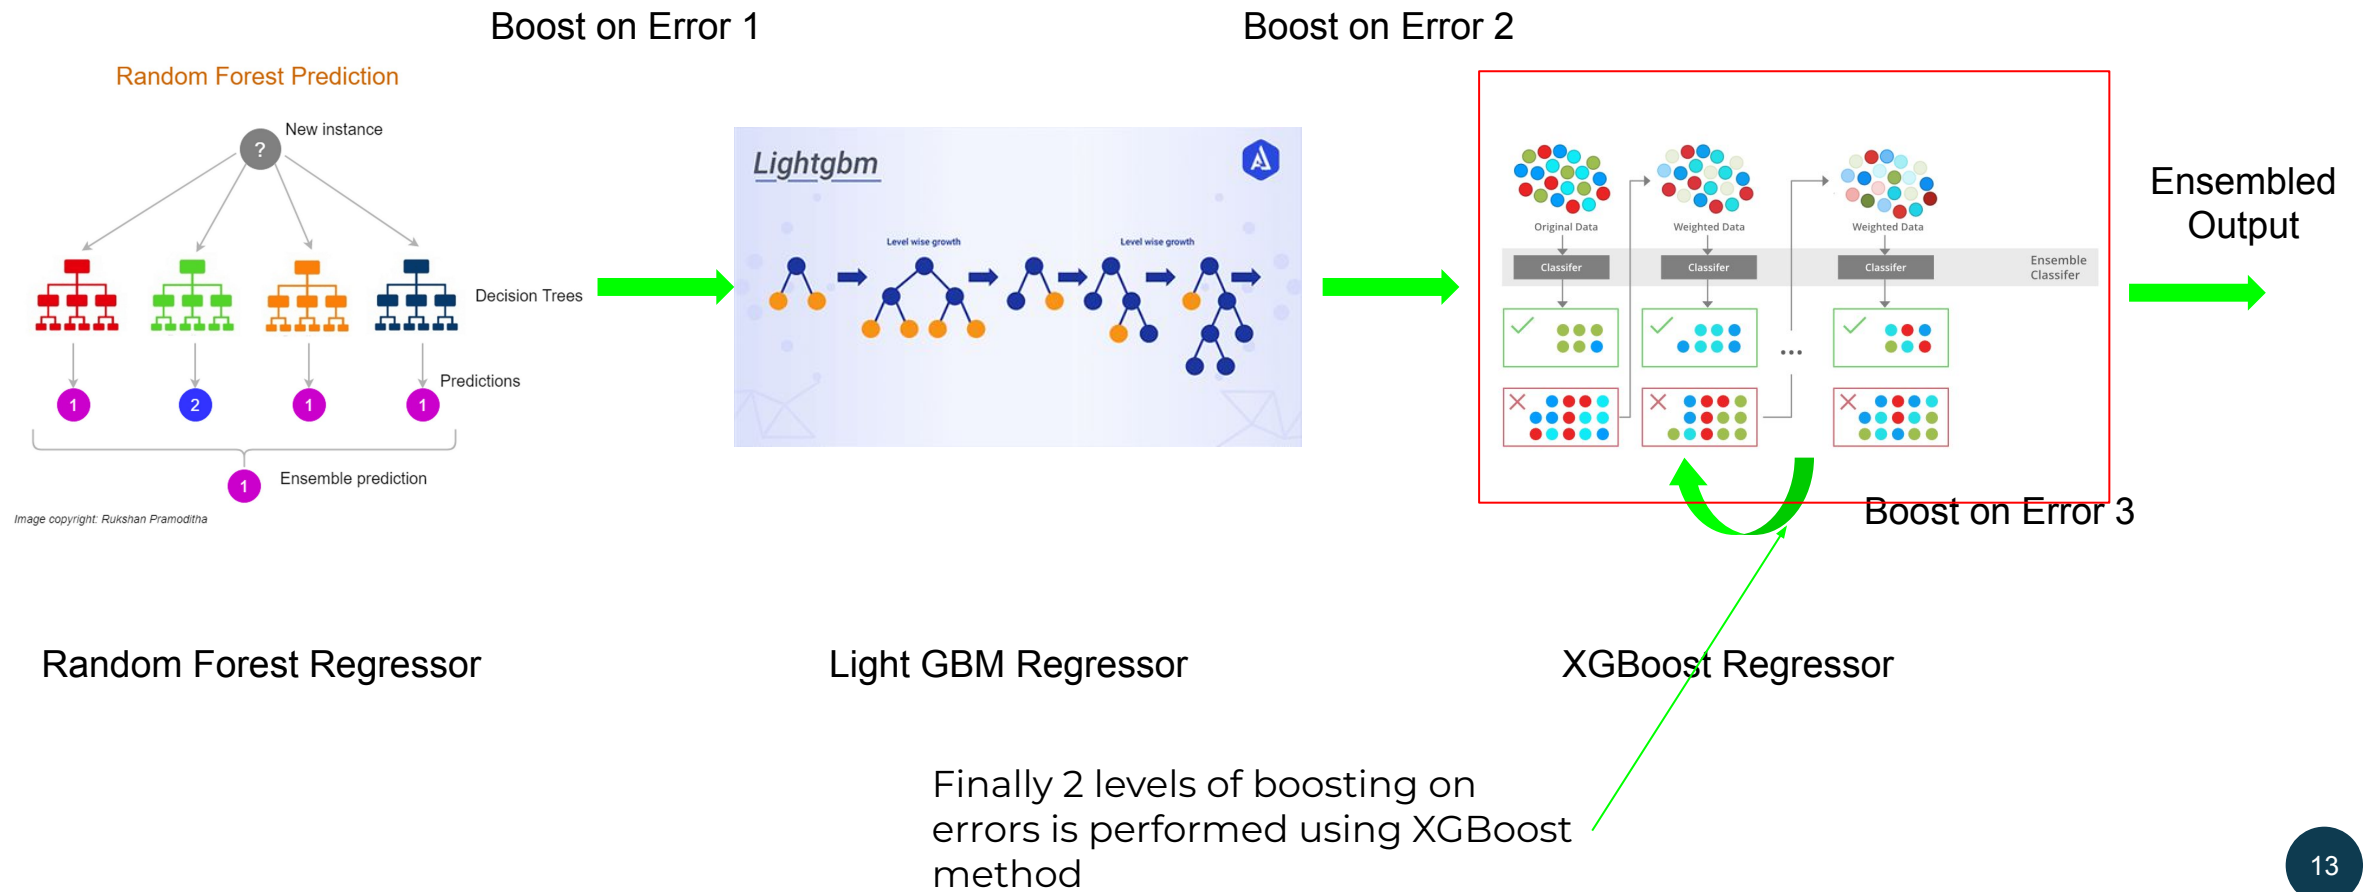 Boost on Error 1
Boost on Error 2
Random Forest Prediction
New instance
?
Decision Trees
Predictions
1
2
1
1
1
Ensemble prediction
Image copyright: Rukshan Pramoditha
Lightgbm
Level wise growth
Level wise growth
Original Data
Weighted Data
Weighted Data
Classifer
Classifer
Classifer
Ensemble
Classifer
...
Boost on Error 3
Ensembled
Output
Random Forest Regressor
Light GBM Regressor
XGBoost Regressor
Finally 2 levels of boosting on
errors is performed using XGBoost
method
13